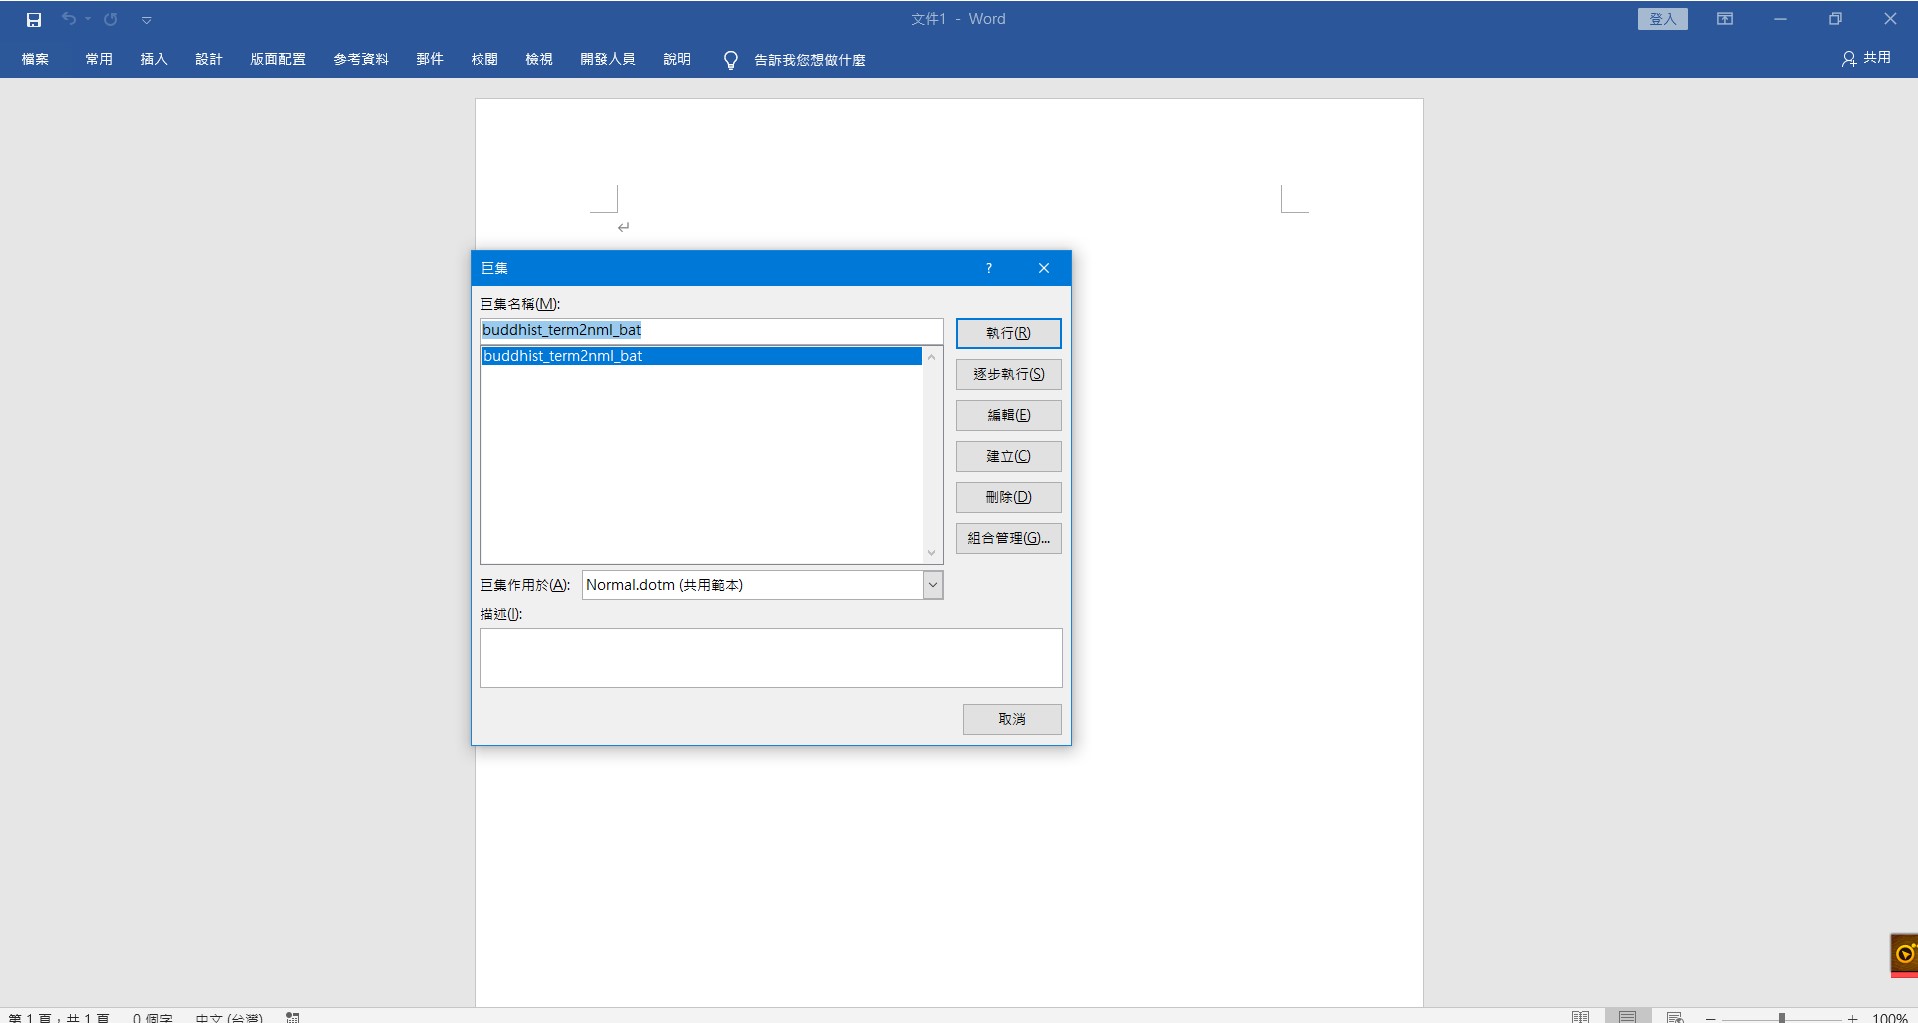 文件1 - Word
登入
檔案 常用 插入 設計 版面配置 參考資料 郵件 校閱 檢視 開發人員 說明 告訴我您想做什麼 共用
巨集
巨集名稱(M):
buddhist_term2nml_bat
buddhist_term2nml_bat
執行(R)
逐步執行(S)
編輯(E)
建立(C)
刪除(D)
組合管理(G)...
巨集作用於(A): Normal.dotm (共用範本)
描述(I):
取消
第 1 頁，共 1 頁 0 個字 中文 (台灣) 100%